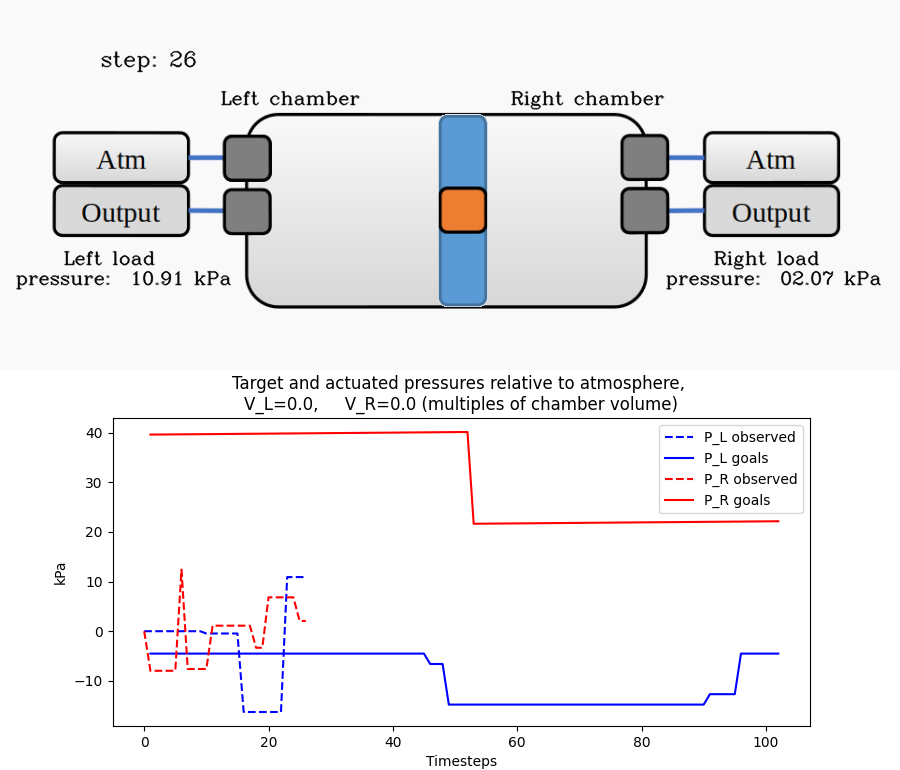 step: 26
Left chamber
Right chamber
Atm
Atm
Output
Output
Left load
pressure: 10.91 kPa
Right load
pressure: 02.07 kPa
Target and actuated pressures relative to atmosphere,
V_L=0.0, V_R=0.0 (multiples of chamber volume)
40
30
20
10
0
−10
kPa
P_L observed
P_L goals
P_R observed
P_R goals
0
20
40
60
80
100
Timesteps